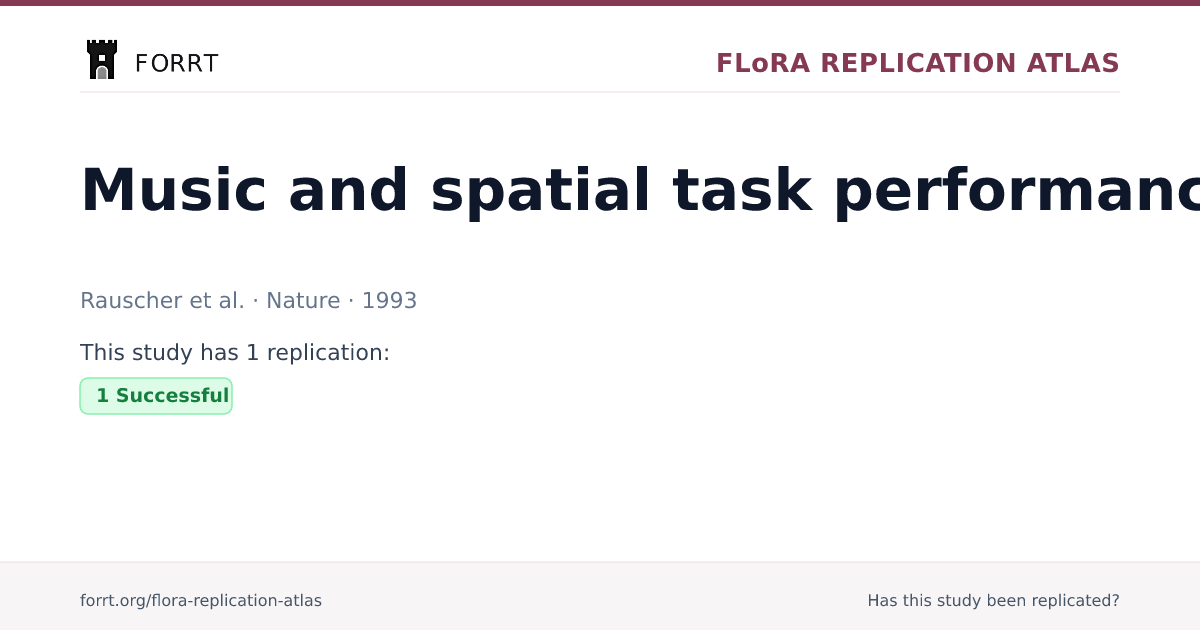 FORRT
FLoRA REPLICATION ATLAS
Music and spatial task performanc
Rauscher et al. · Nature · 1993
This study has 1 replication:
1 Successful
forrt.org/flora-replication-atlas
Has this study been replicated?